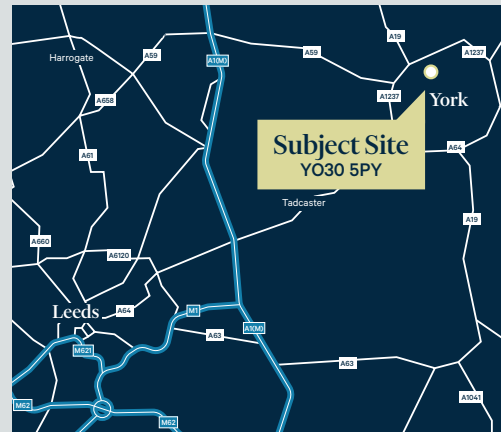 A19
A59
A59
A1237
Harrogate
A1(M)
A1237
A658
York
Subject Site
YO30 5PY
A64
A61
Tadcaster
A19
A660
A6120
Leeds
A64
M1
A63
A1(M)
M621
A63
A1041
M62
M62